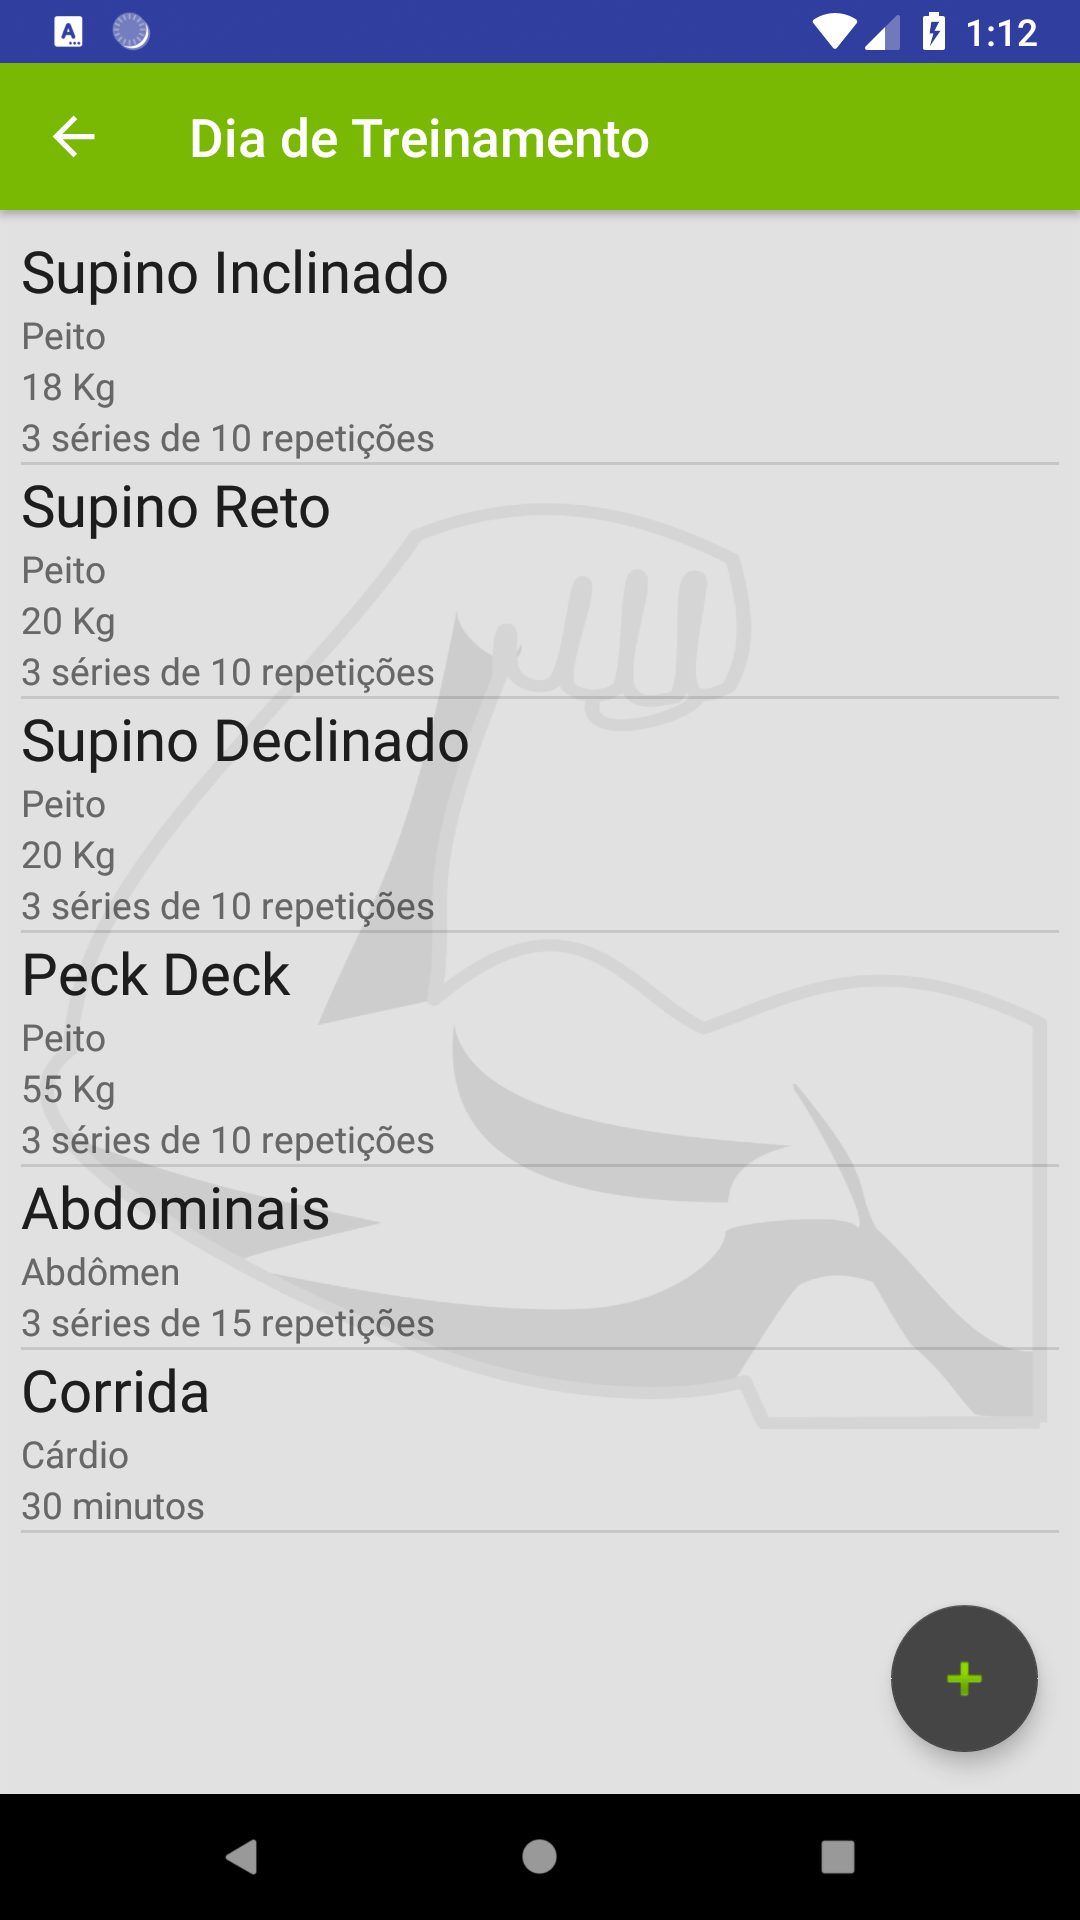 1:12
Dia de Treinamento
Supino Inclinado
Peito
18 Kg
3 séries de 10 repetições
Supino Reto
Peito
20 Kg
3 séries de 10 repetições
Supino Declinado
Peito
20 Kg
3 séries de 10 repetições
Peck Deck
Peito
55 Kg
3 séries de 10 repetições
Abdominais
Abdômen
3 séries de 15 repetições
Corrida
Cárdio
30 minutos